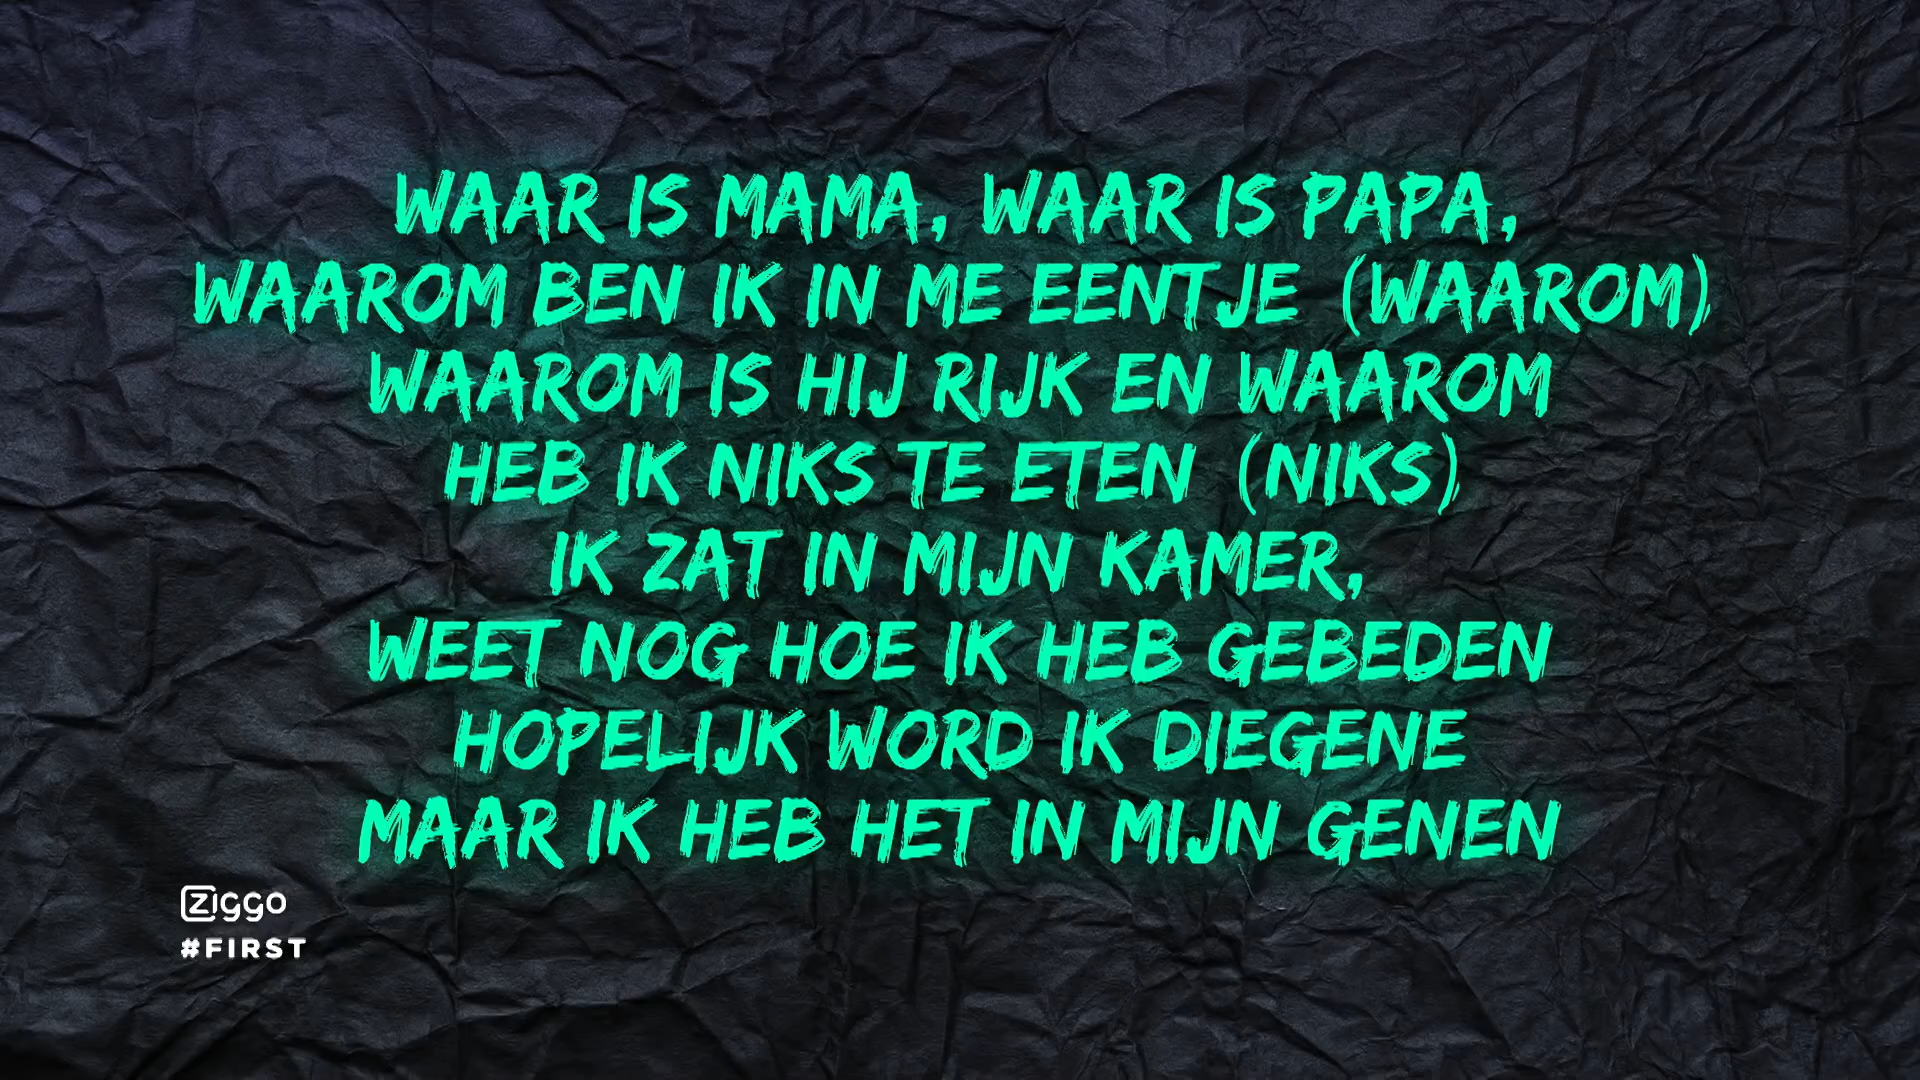 WAAR IS MAMA, WAAR IS PAPA,
WAAROM BEN IK IN ME EENTJE (WAAROM)
WAAROM IS HIJ RIJK EN WAAROM
HEB IK NIKS TE ETEN (NIKS)
IK ZAT IN MIJN KAMER,
WEET NOG HOE IK HEB GEBEDEN
HOPELIJK WORD IK DIEGENE
MAAR IK HEB HET IN MIJN GENEN
Ziggo
#FIRST